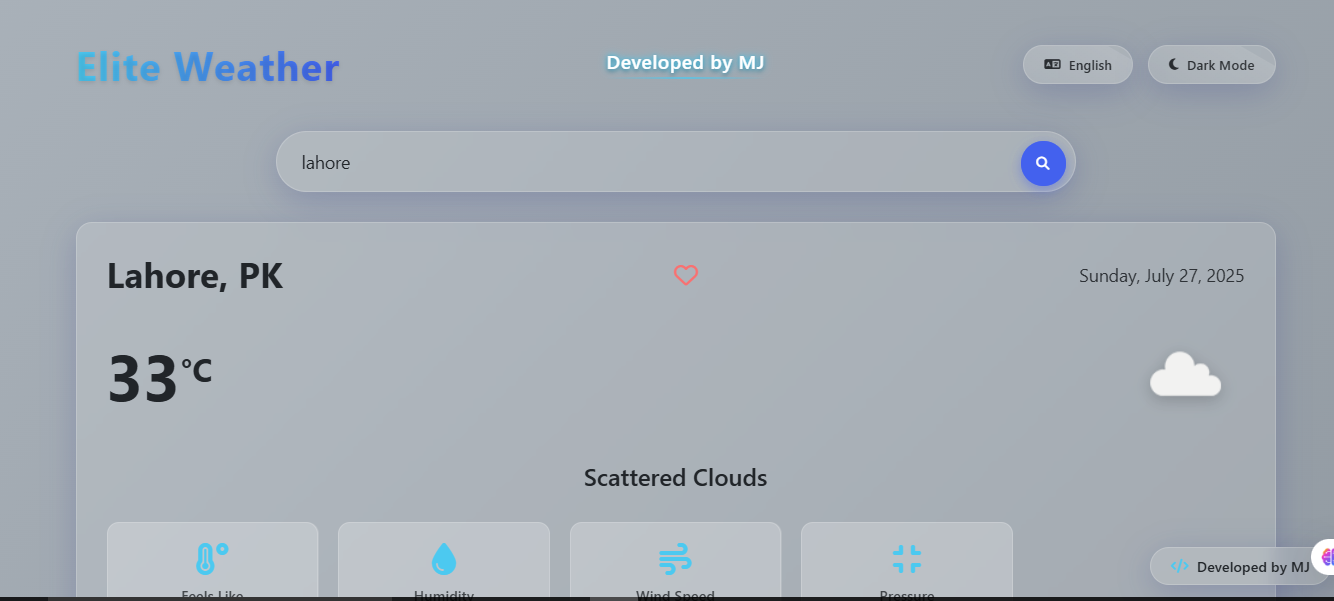 Elite Weather
Developed by MJ
English
Dark Mode
lahore
Lahore, PK
Sunday, July 27, 2025
33°C
Scattered Clouds
Feels Like
Humidity
Wind Speed
Pressure
</> Developed by MJ